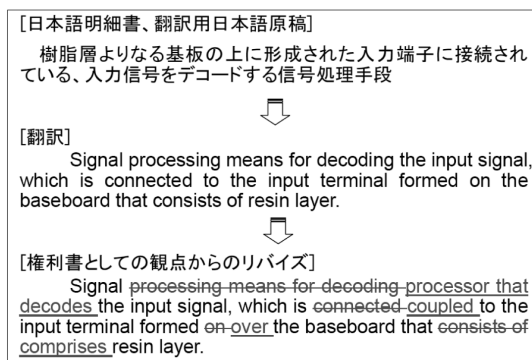 [日本語明細書、翻訳用日本語原稿]
樹脂層よりなる基板の上に形成された入力端子に接続され
ている、入力信号をデコードする信号処理手段
[翻訳]
Signal processing means for decoding the input signal,
which is connected to the input terminal formed on the
baseboard that consists of resin layer.
[権利書としての観点からのリバイズ]
Signal processing means for decoding processor that
decodes the input signal, which is connected coupled to the
input terminal formed on over the baseboard that consists of
comprises resin layer.